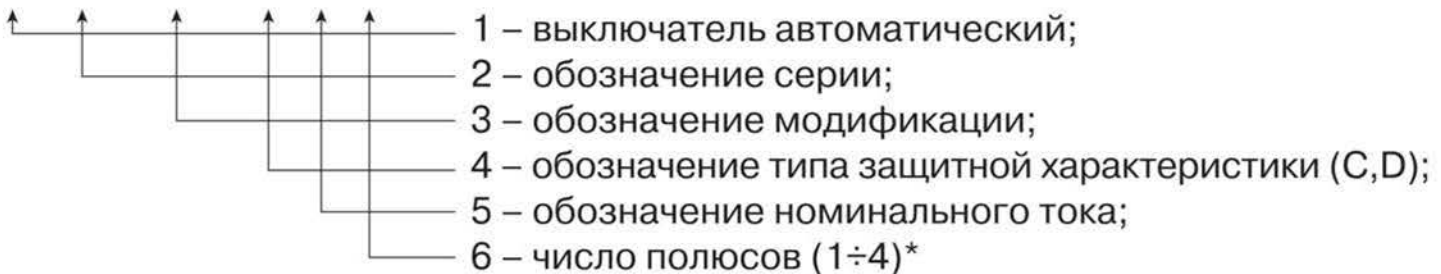 1 – выключатель автоматический;
2 – обозначение серии;
3 – обозначение модификации;
4 – обозначение типа защитной характеристики (C,D);
5 – обозначение номинального тока;
6 – число полюсов (1÷4)*